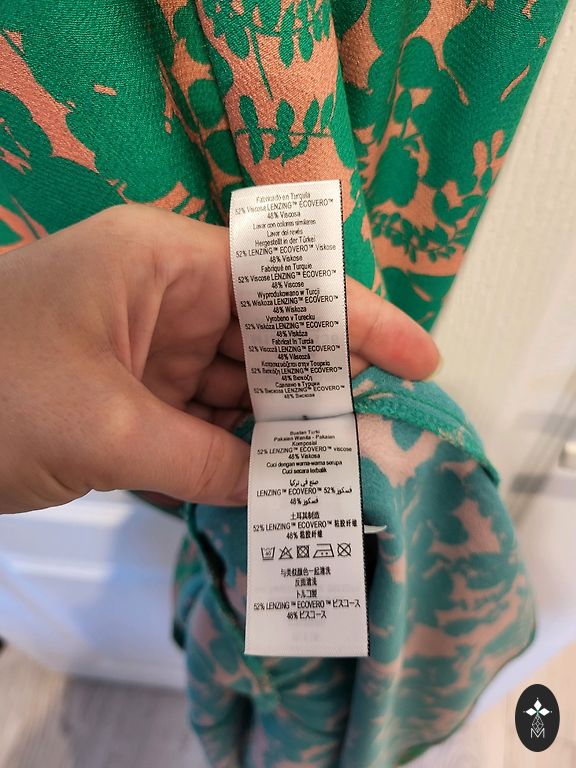 Fabricado en Turquía
52% Viscosa LENZING™ ECOVERO™
48% Viscosa
Lavar con colores similares
Lavar del revés
Hergestellt in der Türkei
52% LENZING™ ECOVERO™ Viskose
48% Viskose
Fabriqué en Turquie
52% Viscose LENZING™ ECOVERO™
48% Viscose
Wyprodukowano w Turcji
52% Wiskoza LENZING™ ECOVERO™
48% Wiskoza
Vyrobeno v Turecku
52% Viskóza LENZING™ ECOVERO™
48% Viskóza
Fabricat în Turcia
52% Viscoză LENZING™ ECOVERO™
48% Vâscoză
Κατασκευάζεται στην Τουρκία
52% Βισκόζη LENZING™ ECOVERO™
48% Βισκόζη
Сделано в Турции
52% Вискоза LENZING™ ECOVERO™
48% Вискоза
Buatan Turki
Pakaian Wanita - Pakaian
Komposisi
52% LENZING™ ECOVERO™ viscose
48% Viskosa
Cuci dengan warna-warna serupa
Cuci secara terbalik
صنع في تركيا
LENZING™ ECOVERO™ 52% فسكوز
48% فسكوز
土耳其制造
52% LENZING™ ECOVERO™ 粘胶纤维
48% 粘胶纤维
与类似颜色一起清洗
反面清洗
トルコ製
52% LENZING™ ECOVERO™ ビスコース
48% ビスコース
M